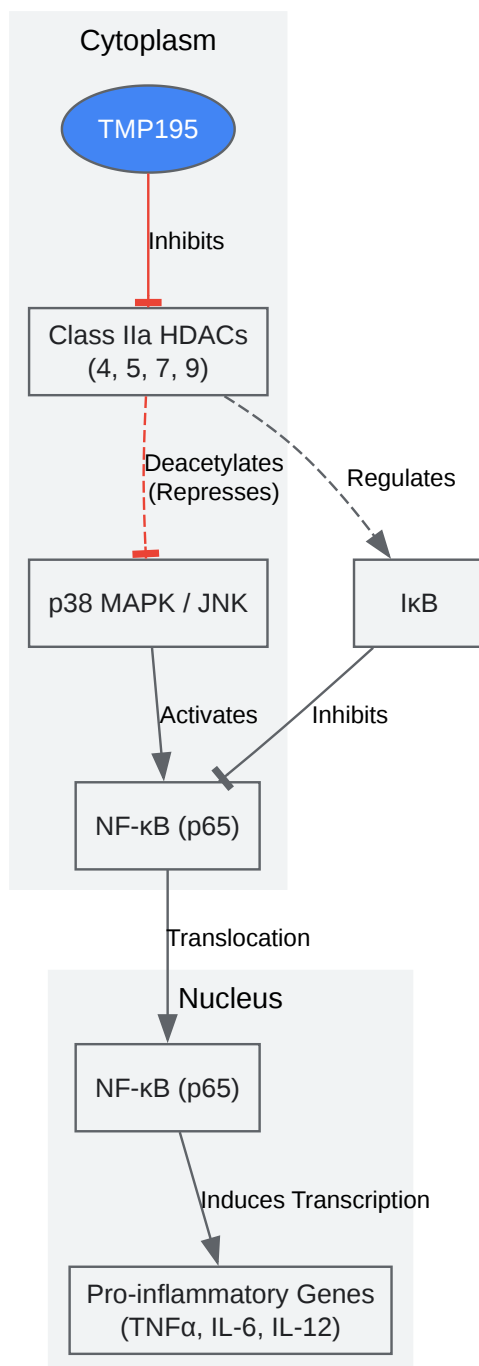 Cytoplasm
TMP195
Inhibits
Class IIa HDACs
(4, 5, 7, 9)
Deacetylates
(Represses)
Regulates
p38 MAPK / JNK
IκB
Activates
Inhibits
NF-κB (p65)
Translocation
Nucleus
NF-κB (p65)
Induces Transcription
Pro-inflammatory Genes
(TNFα, IL-6, IL-12)